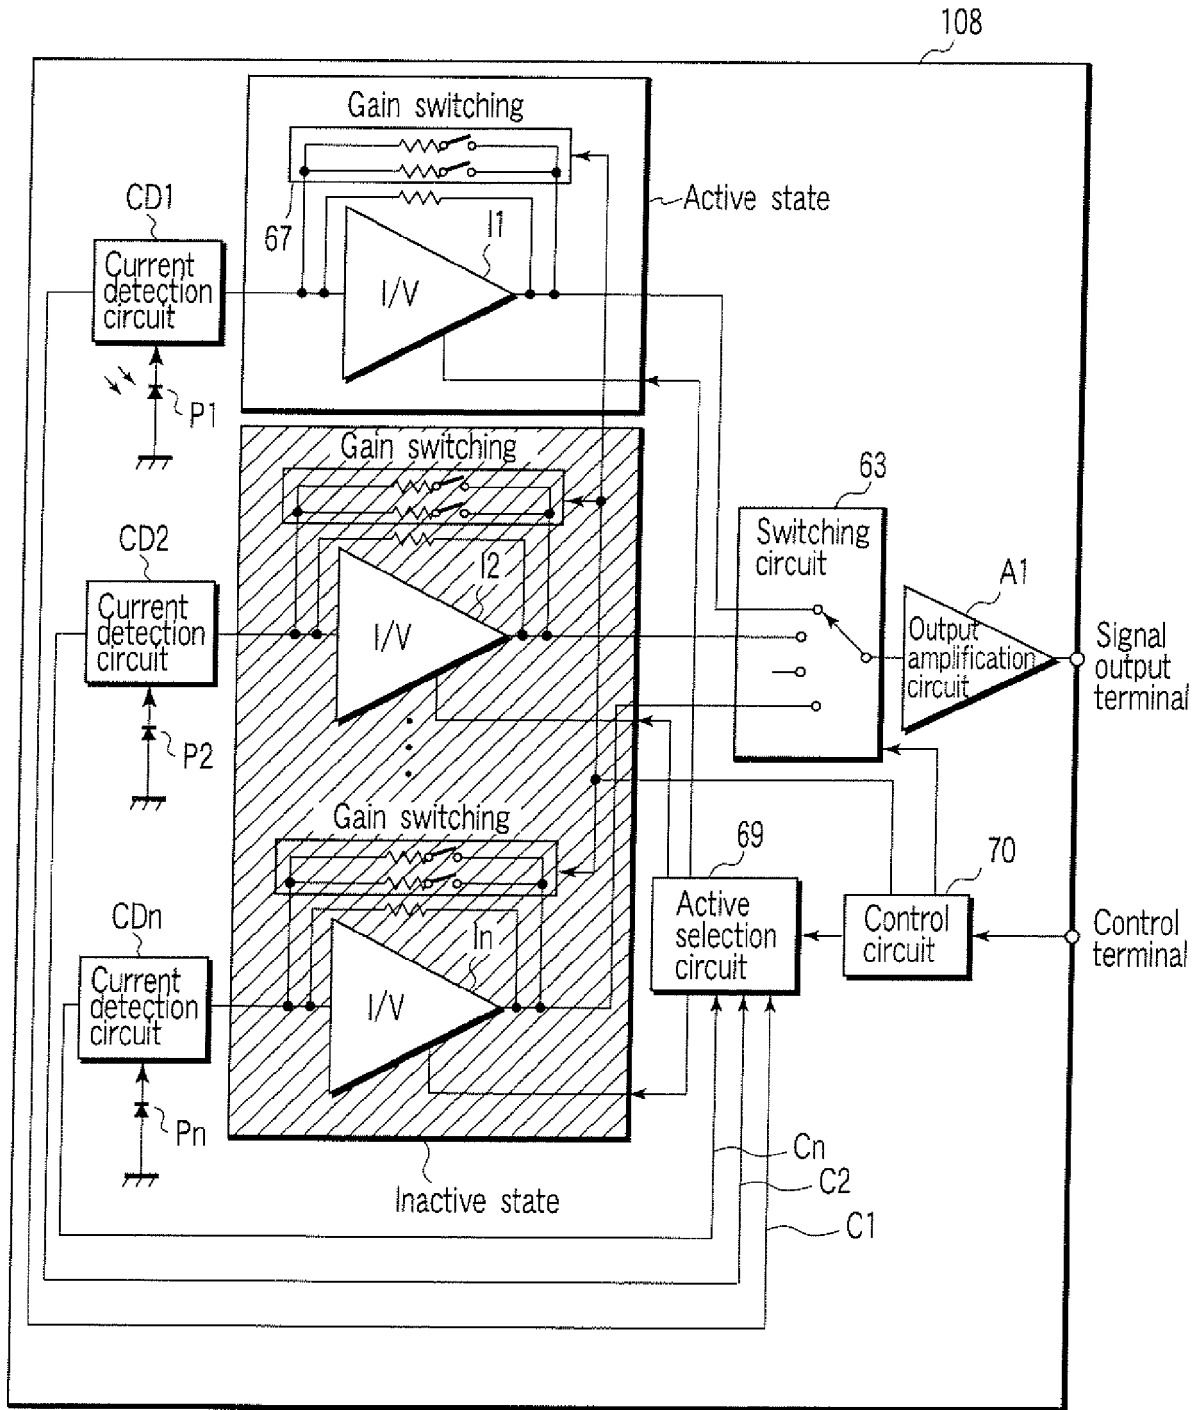 108
Gain switching
CD1
67
I1
Active state
Current
detection
circuit
I/V
P1
Gain switching
63
CD2
I2
Switching
circuit
A1
Current
detection
circuit
I/V
Output
amplification
circuit
Signal
output
terminal
P2
Gain switching
69
70
CDn
In
Active
selection
circuit
Control
circuit
Control
terminal
Current
detection
circuit
I/V
Pn
Cn
C2
C1
Inactive state